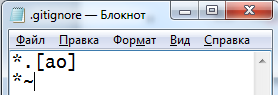 .gitignore — Блокнот
Файл Правка Формат Вид Справка
*.[ao]
*~